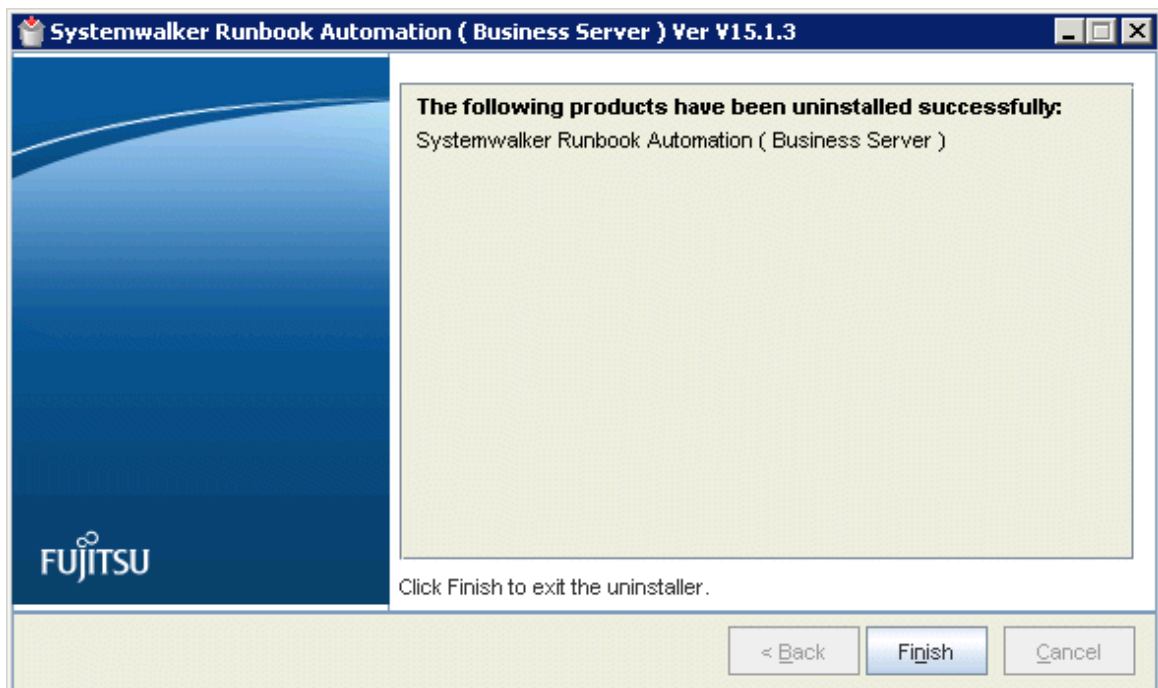 Systemwalker Runbook Automation ( Business Server ) Ver V15.1.3
The following products have been uninstalled successfully:
Systemwalker Runbook Automation ( Business Server )
FUJITSU
Click Finish to exit the uninstaller.
< Back
Finish
Cancel